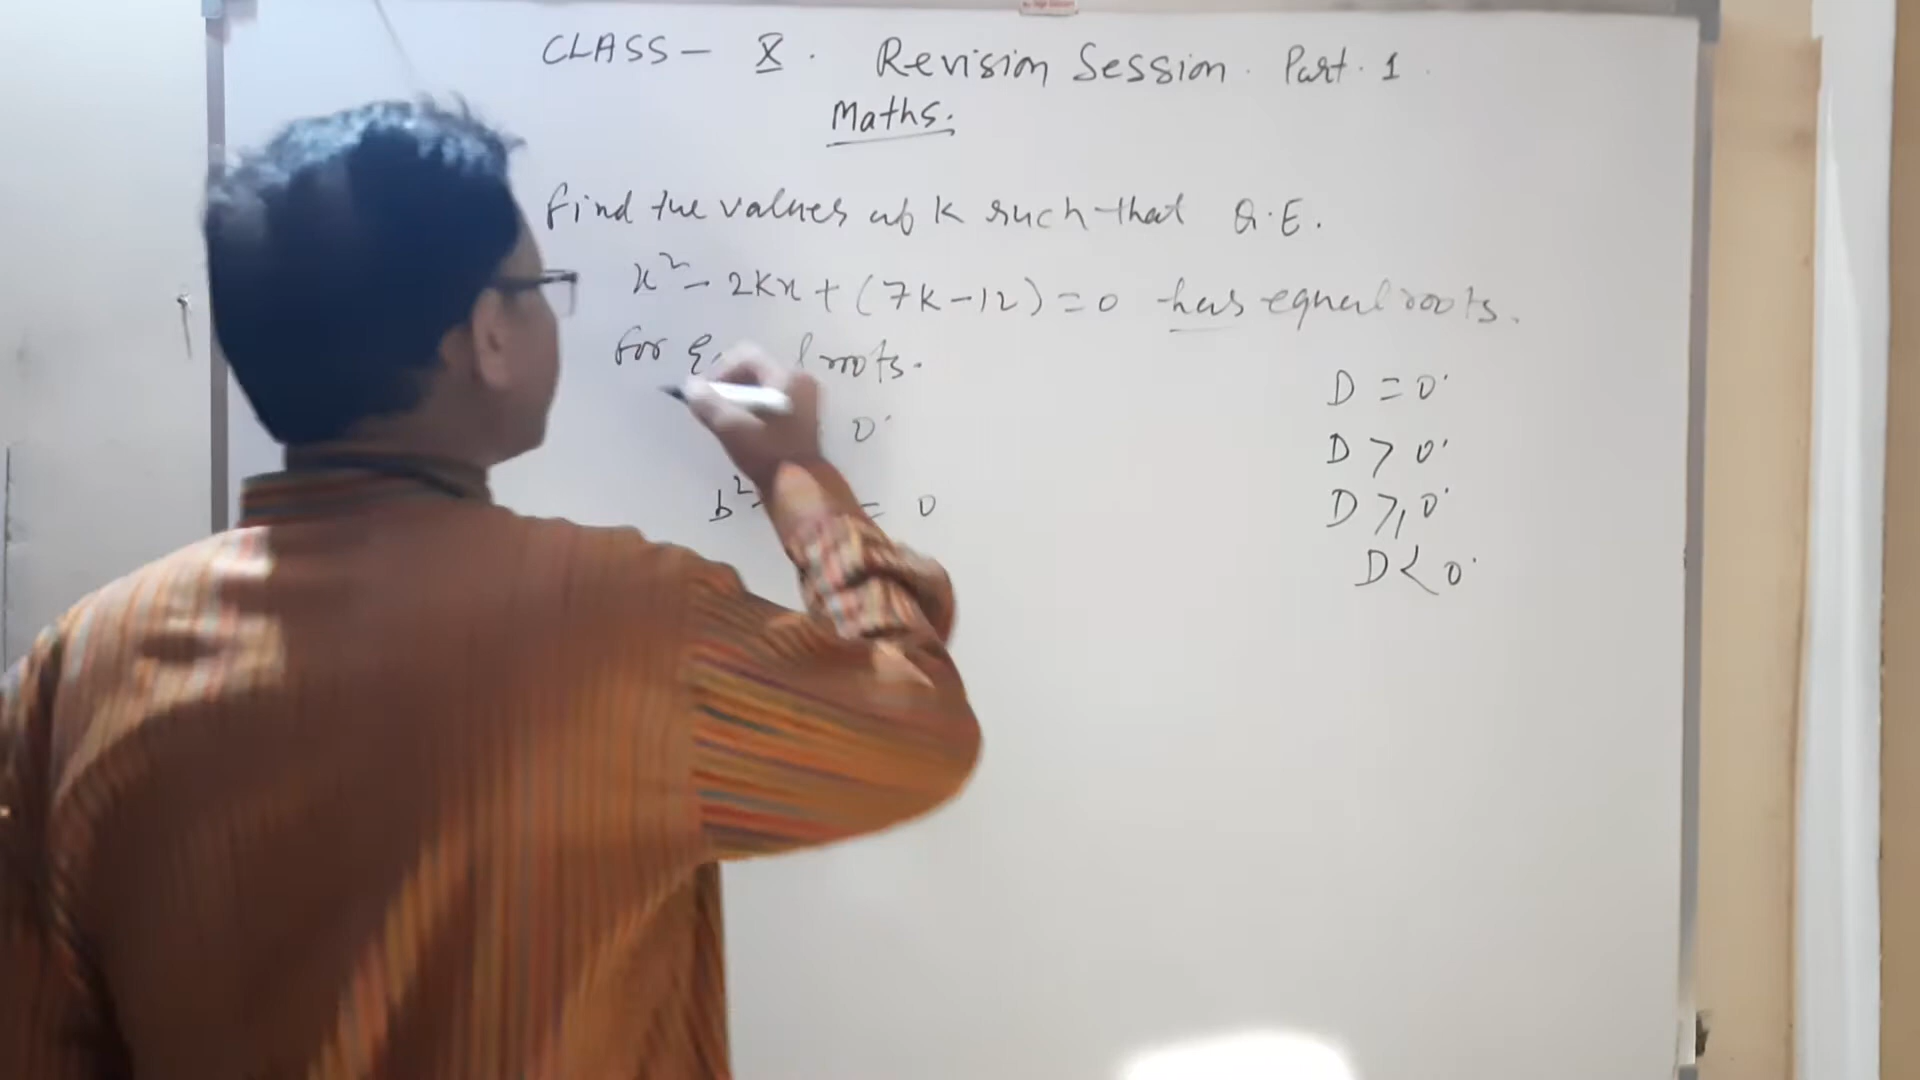 CLASS - X. Revision Session. Part. 1.
Maths.
Find the values of k such that Q.E.
x² - 2kx + (7k - 12) = 0 has equal roots.
For roots.
0
b² = 0
D = 0
D > 0
D ≥ 0
D < 0